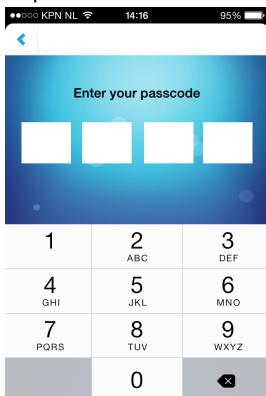 KPN NL 14:16 95%
Enter your passcode
1 2 3
ABC DEF
4 5 6
GHI JKL MNO
7 8 9
PQRS TUV WXYZ
0